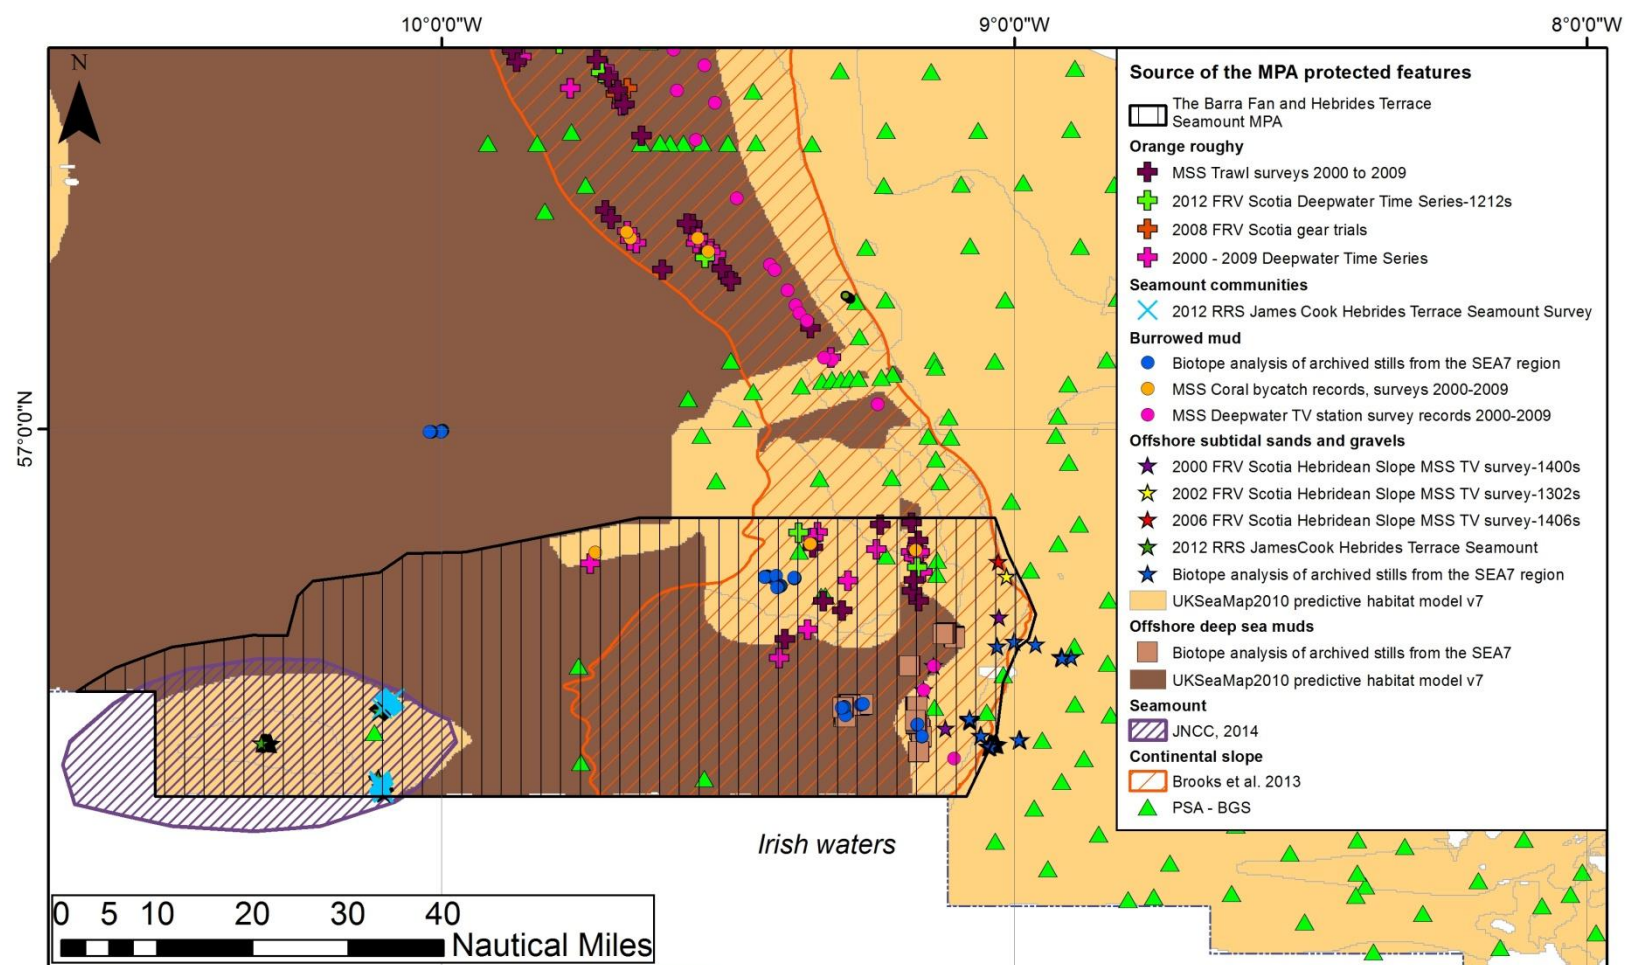 10°0'0"W
9°0'0"W
8°0'0"W
N
57°0'0"N
Source of the MPA protected features
The Barra Fan and Hebrides Terrace
Seamount MPA
Orange roughy
MSS Trawl surveys 2000 to 2009
2012 FRV Scotia Deepwater Time Series-1212s
2008 FRV Scotia gear trials
2000 - 2009 Deepwater Time Series
Seamount communities
2012 RRS James Cook Hebrides Terrace Seamount Survey
Burrowed mud
Biotope analysis of archived stills from the SEA7 region
MSS Coral bycatch records, surveys 2000-2009
MSS Deepwater TV station survey records 2000-2009
Offshore subtidal sands and gravels
2000 FRV Scotia Hebridean Slope MSS TV survey-1400s
2002 FRV Scotia Hebridean Slope MSS TV survey-1302s
2006 FRV Scotia Hebridean Slope MSS TV survey-1406s
2012 RRS JamesCook Hebrides Terrace Seamount
Biotope analysis of archived stills from the SEA7 region
UKSeaMap2010 predictive habitat model v7
Offshore deep sea muds
Biotope analysis of archived stills from the SEA7
UKSeaMap2010 predictive habitat model v7
Seamount
JNCC, 2014
Continental slope
Brooks et al. 2013
PSA - BGS
Irish waters
0 5 10 20 30 40
Nautical Miles